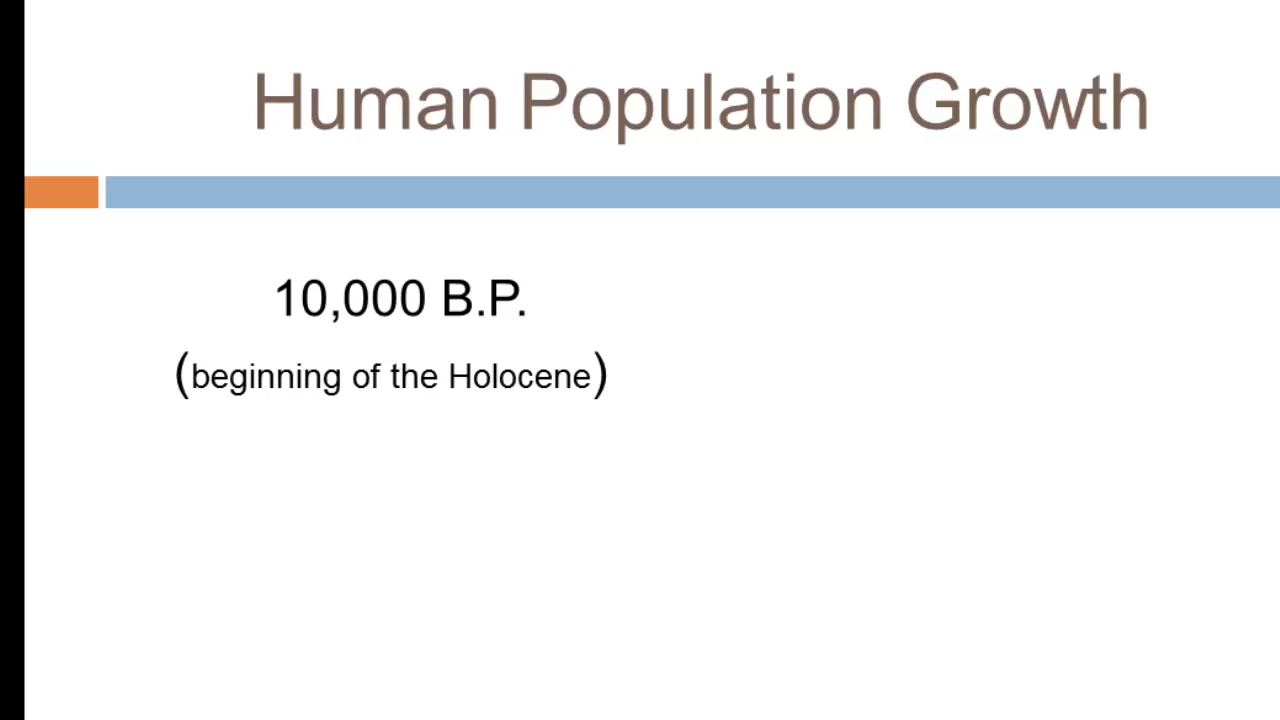 Human Population Growth
10,000 B.P.
(beginning of the Holocene)